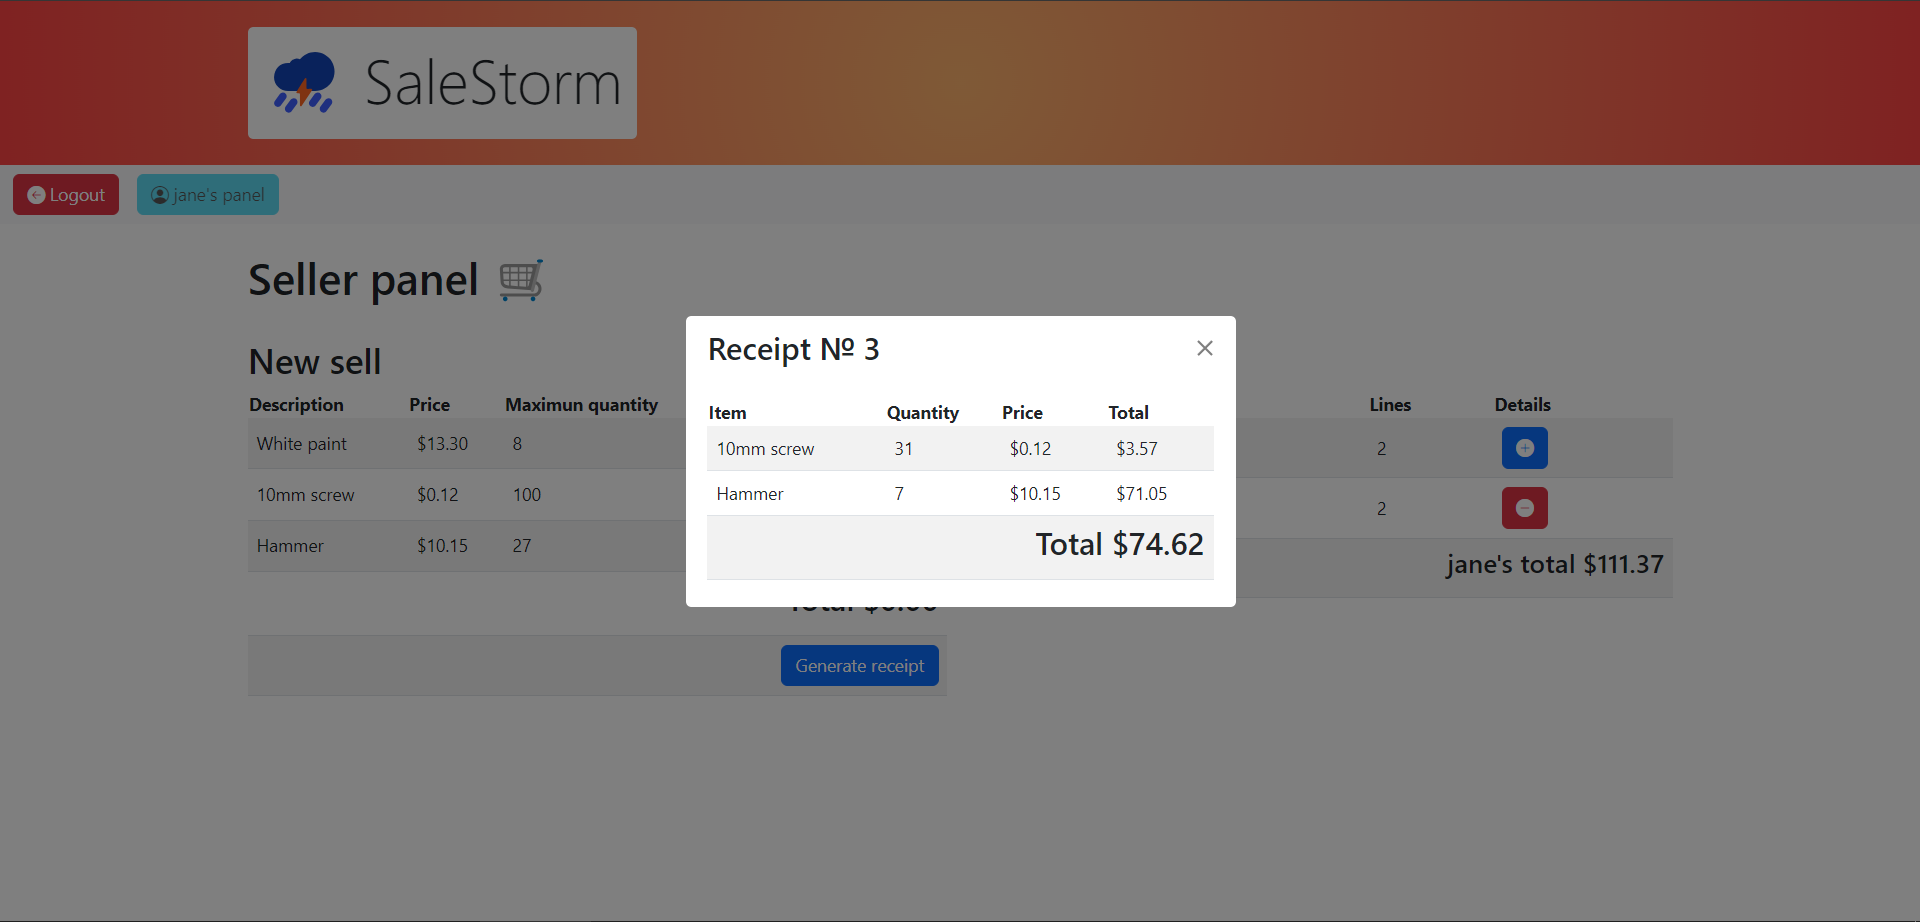 SaleStorm
Logout
jane's panel
Seller panel
New sell
Description Price Maximun quantity
White paint $13.30 8
10mm screw $0.12 100
Hammer $10.15 27
Generate receipt
Receipt № 3
Item Quantity Price Total
10mm screw 31 $0.12 $3.57
Hammer 7 $10.15 $71.05
Total $74.62
Lines Details
2
2
jane's total $111.37